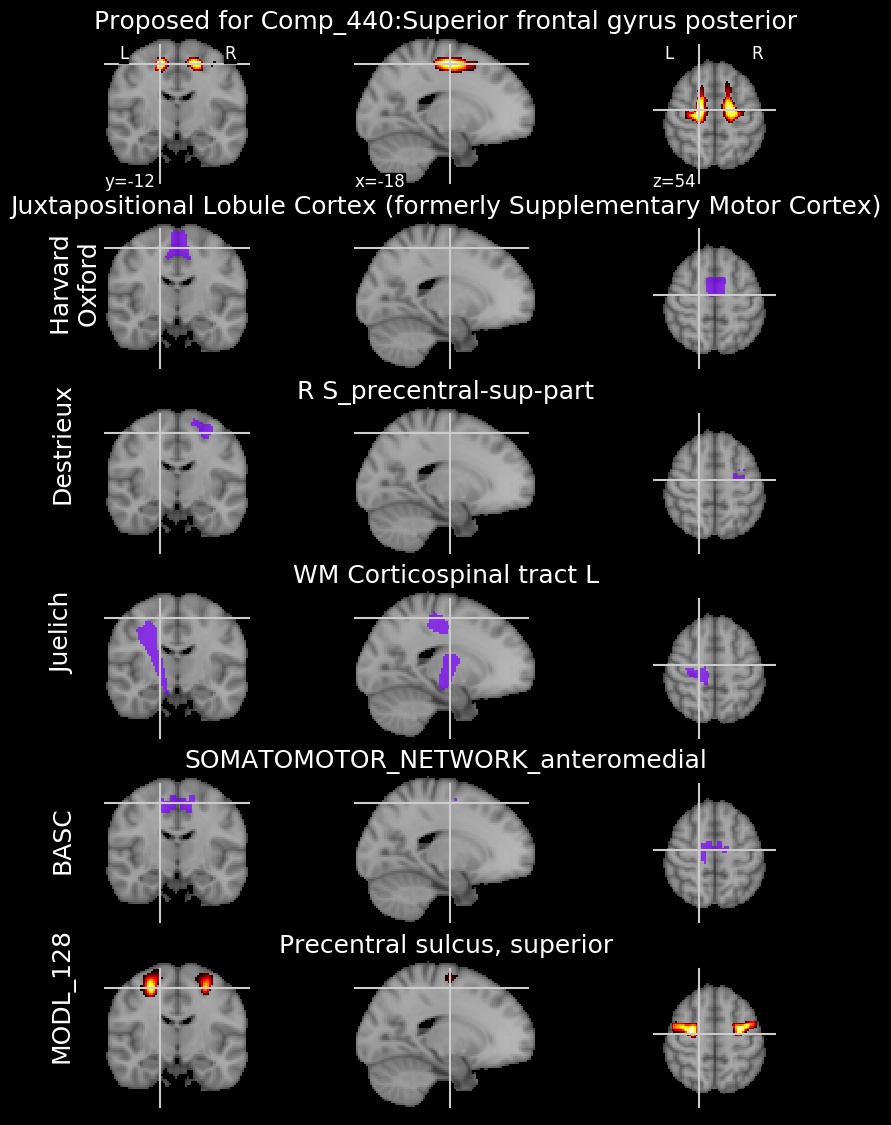 Proposed for Comp_440:Superior frontal gyrus posterior
L R
L R
y=-12
x=-18
z=54
Juxtapositional Lobule Cortex (formerly Supplementary Motor Cortex)
Harvard
Oxford
R S_precentral-sup-part
Destrieux
WM Corticospinal tract L
Juelich
SOMATOMOTOR_NETWORK_anteromedial
BASC
Precentral sulcus, superior
MODL_128